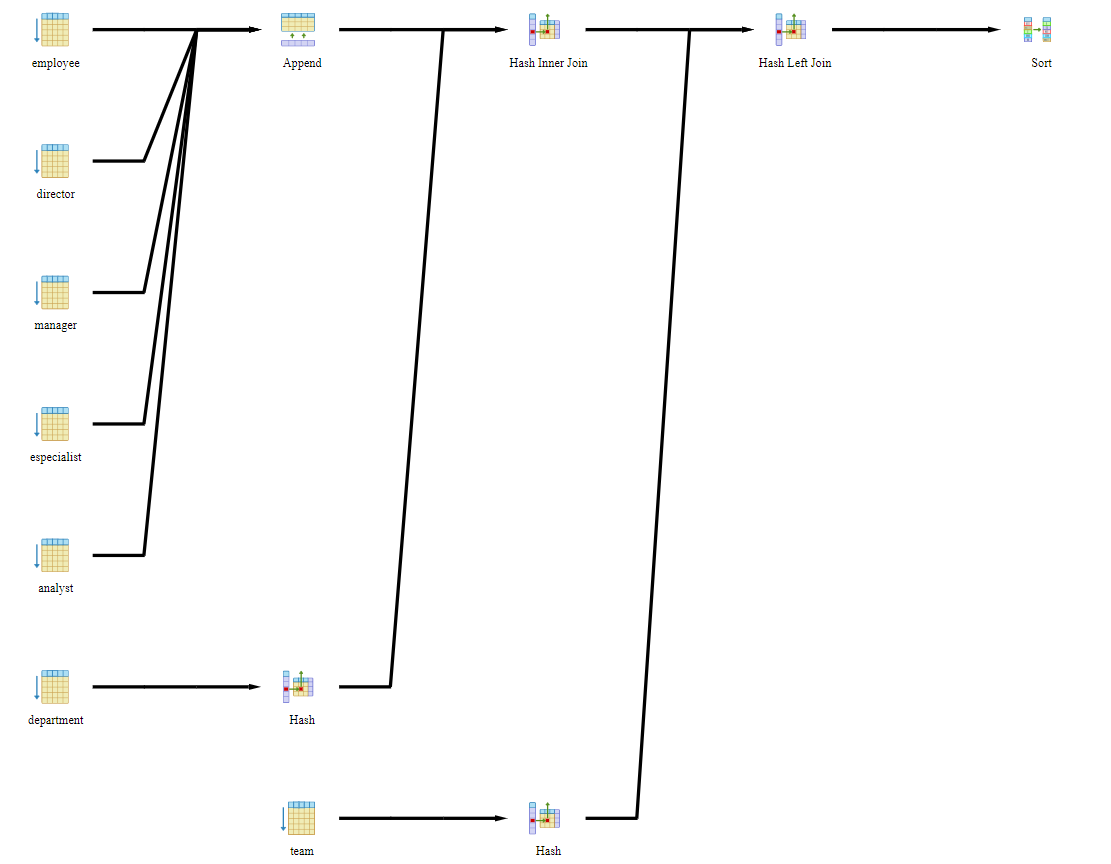 employee
Append
Hash Inner Join
Hash Left Join
Sort
director
manager
especialist
analyst
department
Hash
team
Hash